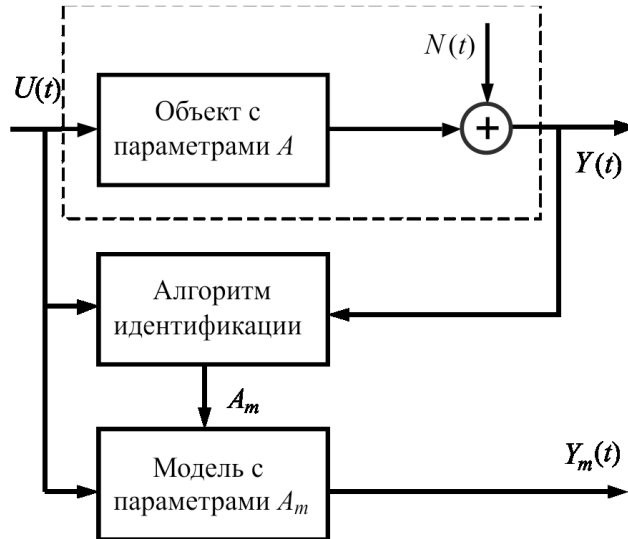 N(t)
U(t)
Объект с
параметрами A
+
Y(t)
Алгоритм
идентификации
A_m
Y_m(t)
Модель с
параметрами A_m